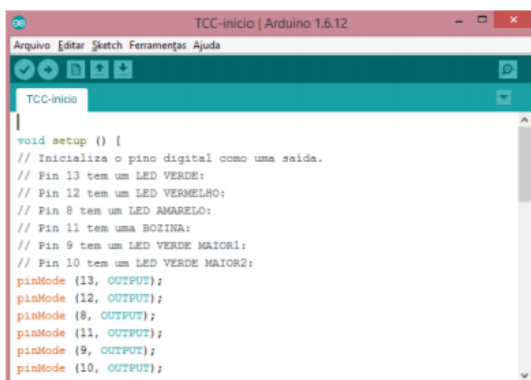 TCC-inicio | Arduino 1.6.12
Arquivo Editar Sketch Ferramentas Ajuda
TCC-inicio
void setup () {
// Inicializa o pino digital como uma saída.
// Pin 13 tem um LED VERDE:
// Pin 12 tem um LED VERMELHO:
// Pin 8 tem um LED AMARELO:
// Pin 11 tem uma BOZINA:
// Pin 9 tem um LED VERDE MAIOR1:
// Pin 10 tem um LED VERDE MAIOR2:
pinMode (13, OUTPUT);
pinMode (12, OUTPUT);
pinMode (8, OUTPUT);
pinMode (11, OUTPUT);
pinMode (9, OUTPUT);
pinMode (10, OUTPUT);